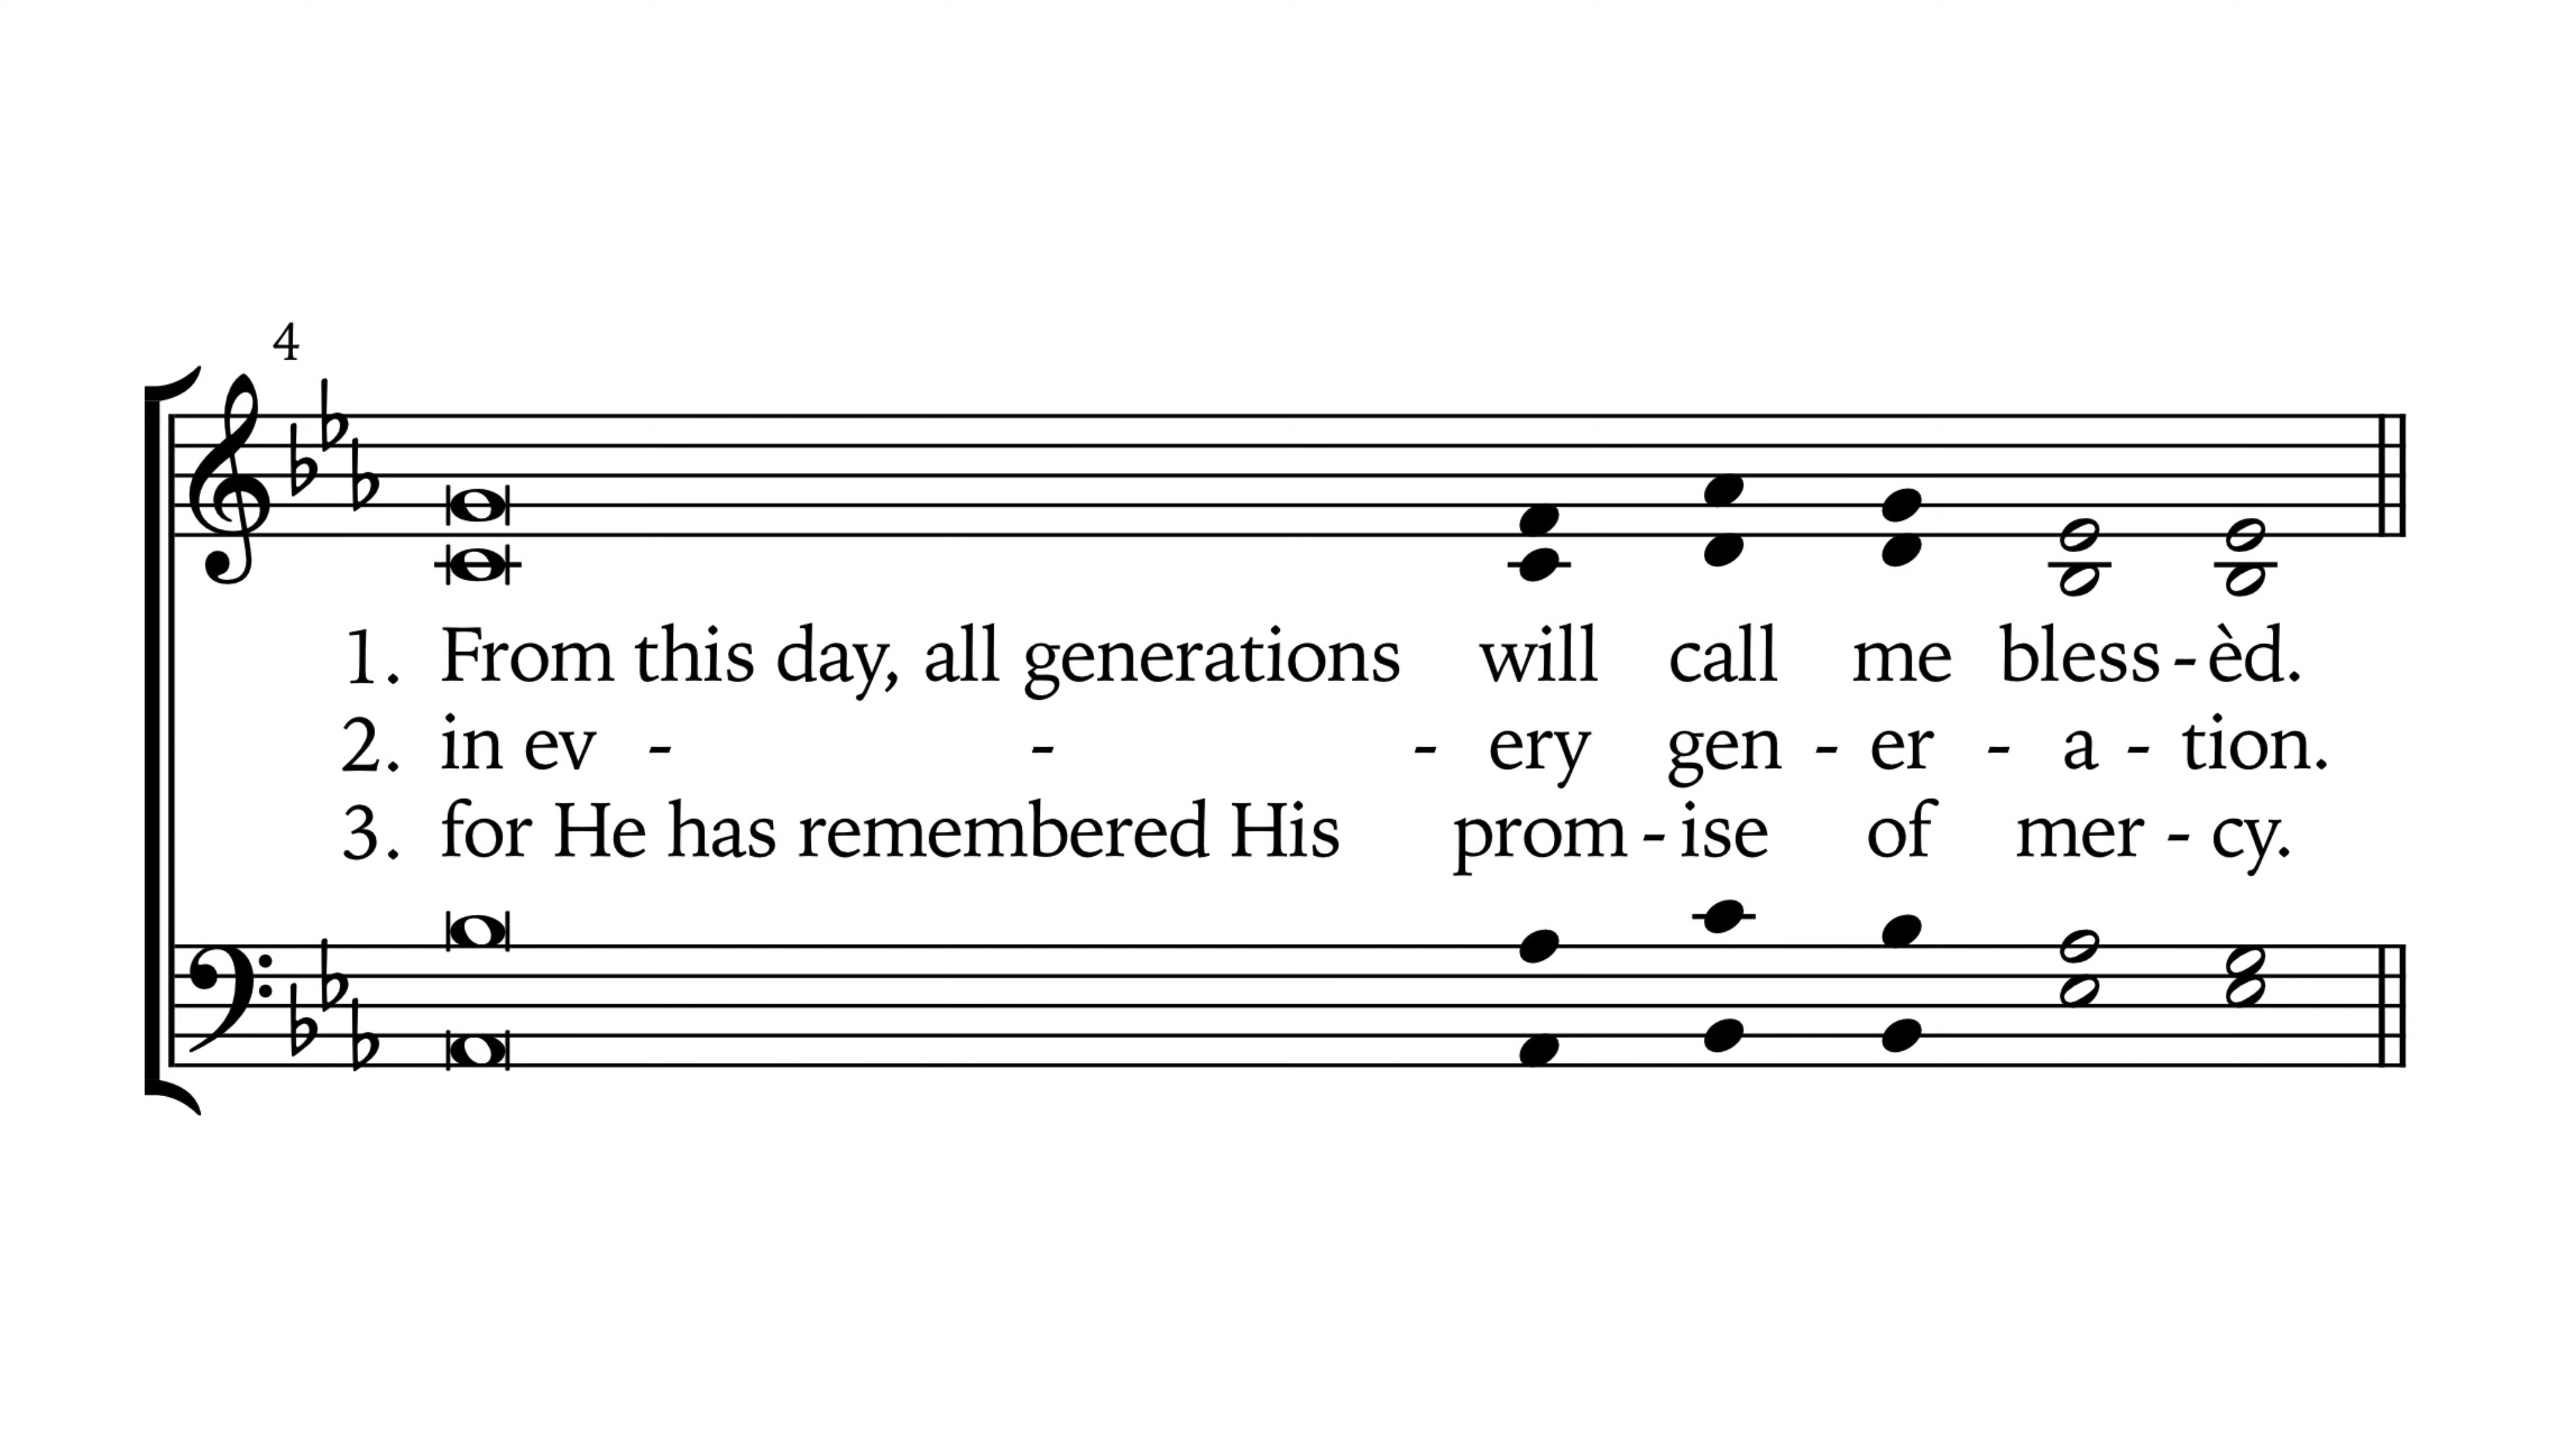 4
1. From this day, all generations will call me bless-èd.
2. in ev - - - ery gen - er - a - tion.
3. for He has remembered His prom-ise of mer-cy.